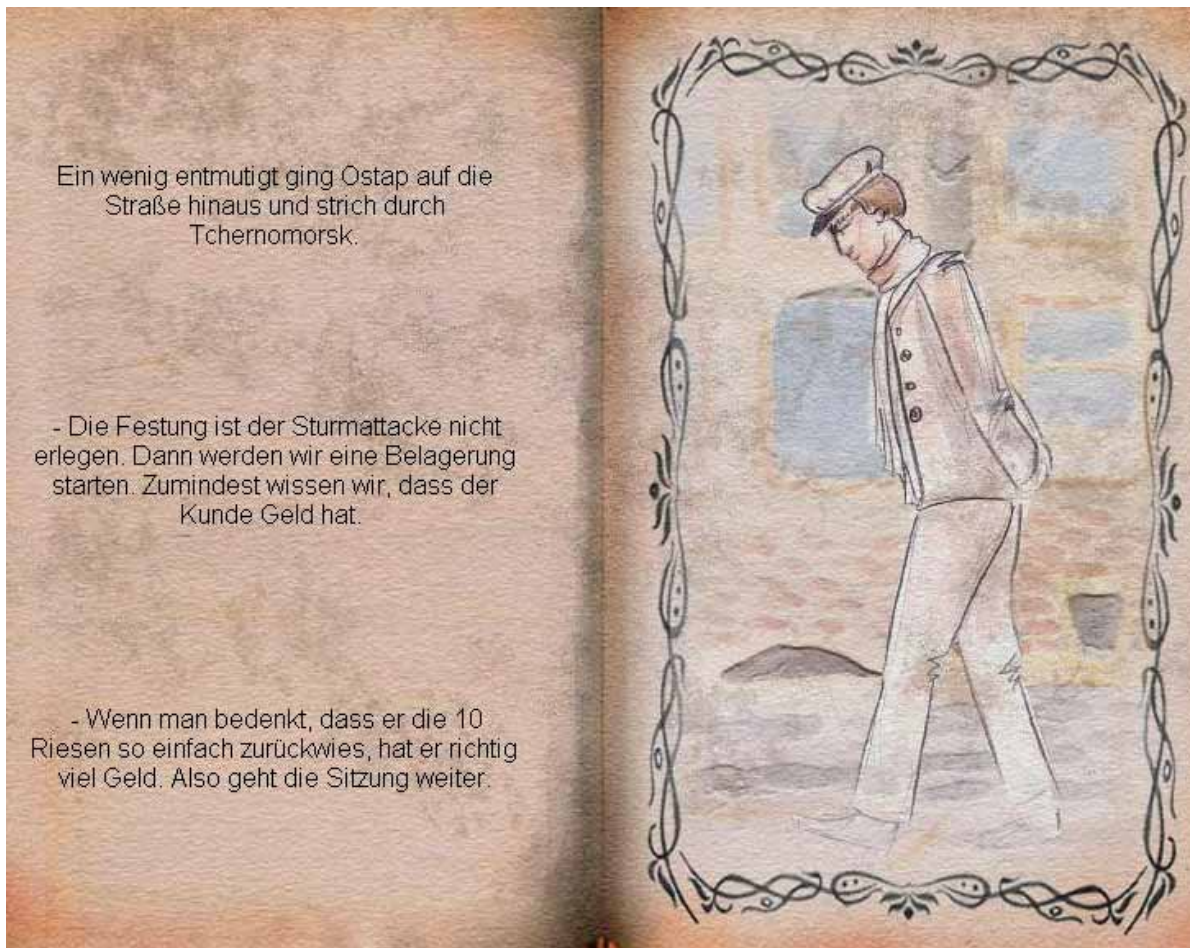 Ein wenig entmutigt ging Ostap auf die
Straße hinaus und strich durch
Tchernomorsk.
- Die Festung ist der Sturmattacke nicht
erlegen. Dann werden wir eine Belagerung
starten. Zumindest wissen wir, dass der
Kunde Geld hat.
- Wenn man bedenkt, dass er die 10
Riesen so einfach zurückwies, hat er richtig
viel Geld. Also geht die Sitzung weiter.